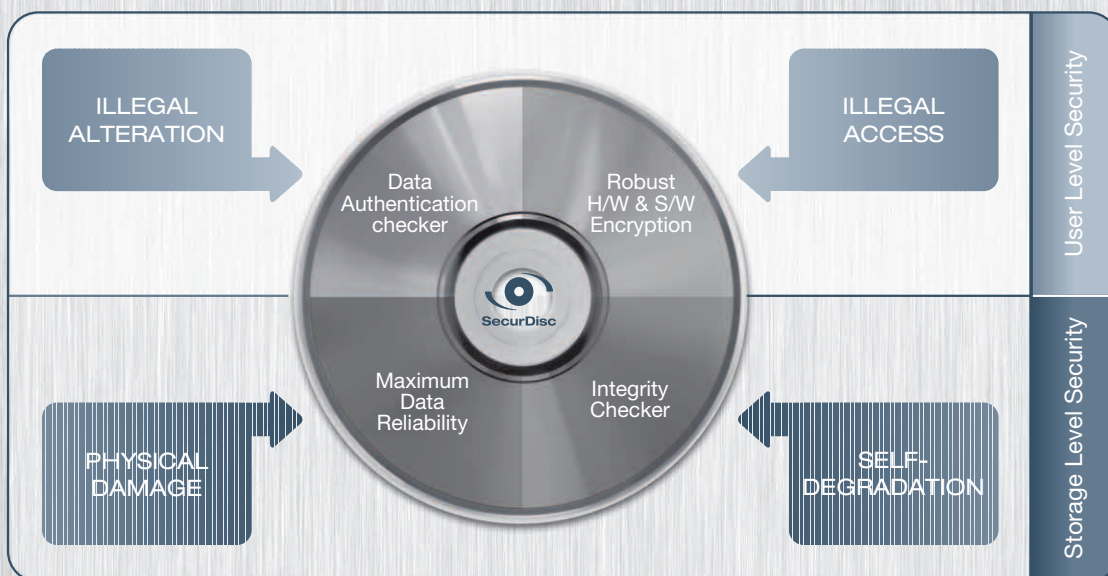 ILLEGAL
ALTERATION
ILLEGAL
ACCESS
User Level Security
Data
Authentication
checker
Robust
H/W & S/W
Encryption
SecurDisc
Maximum
Data
Reliability
Integrity
Checker
PHYSICAL
DAMAGE
SELF-
DEGRADATION
Storage Level Security